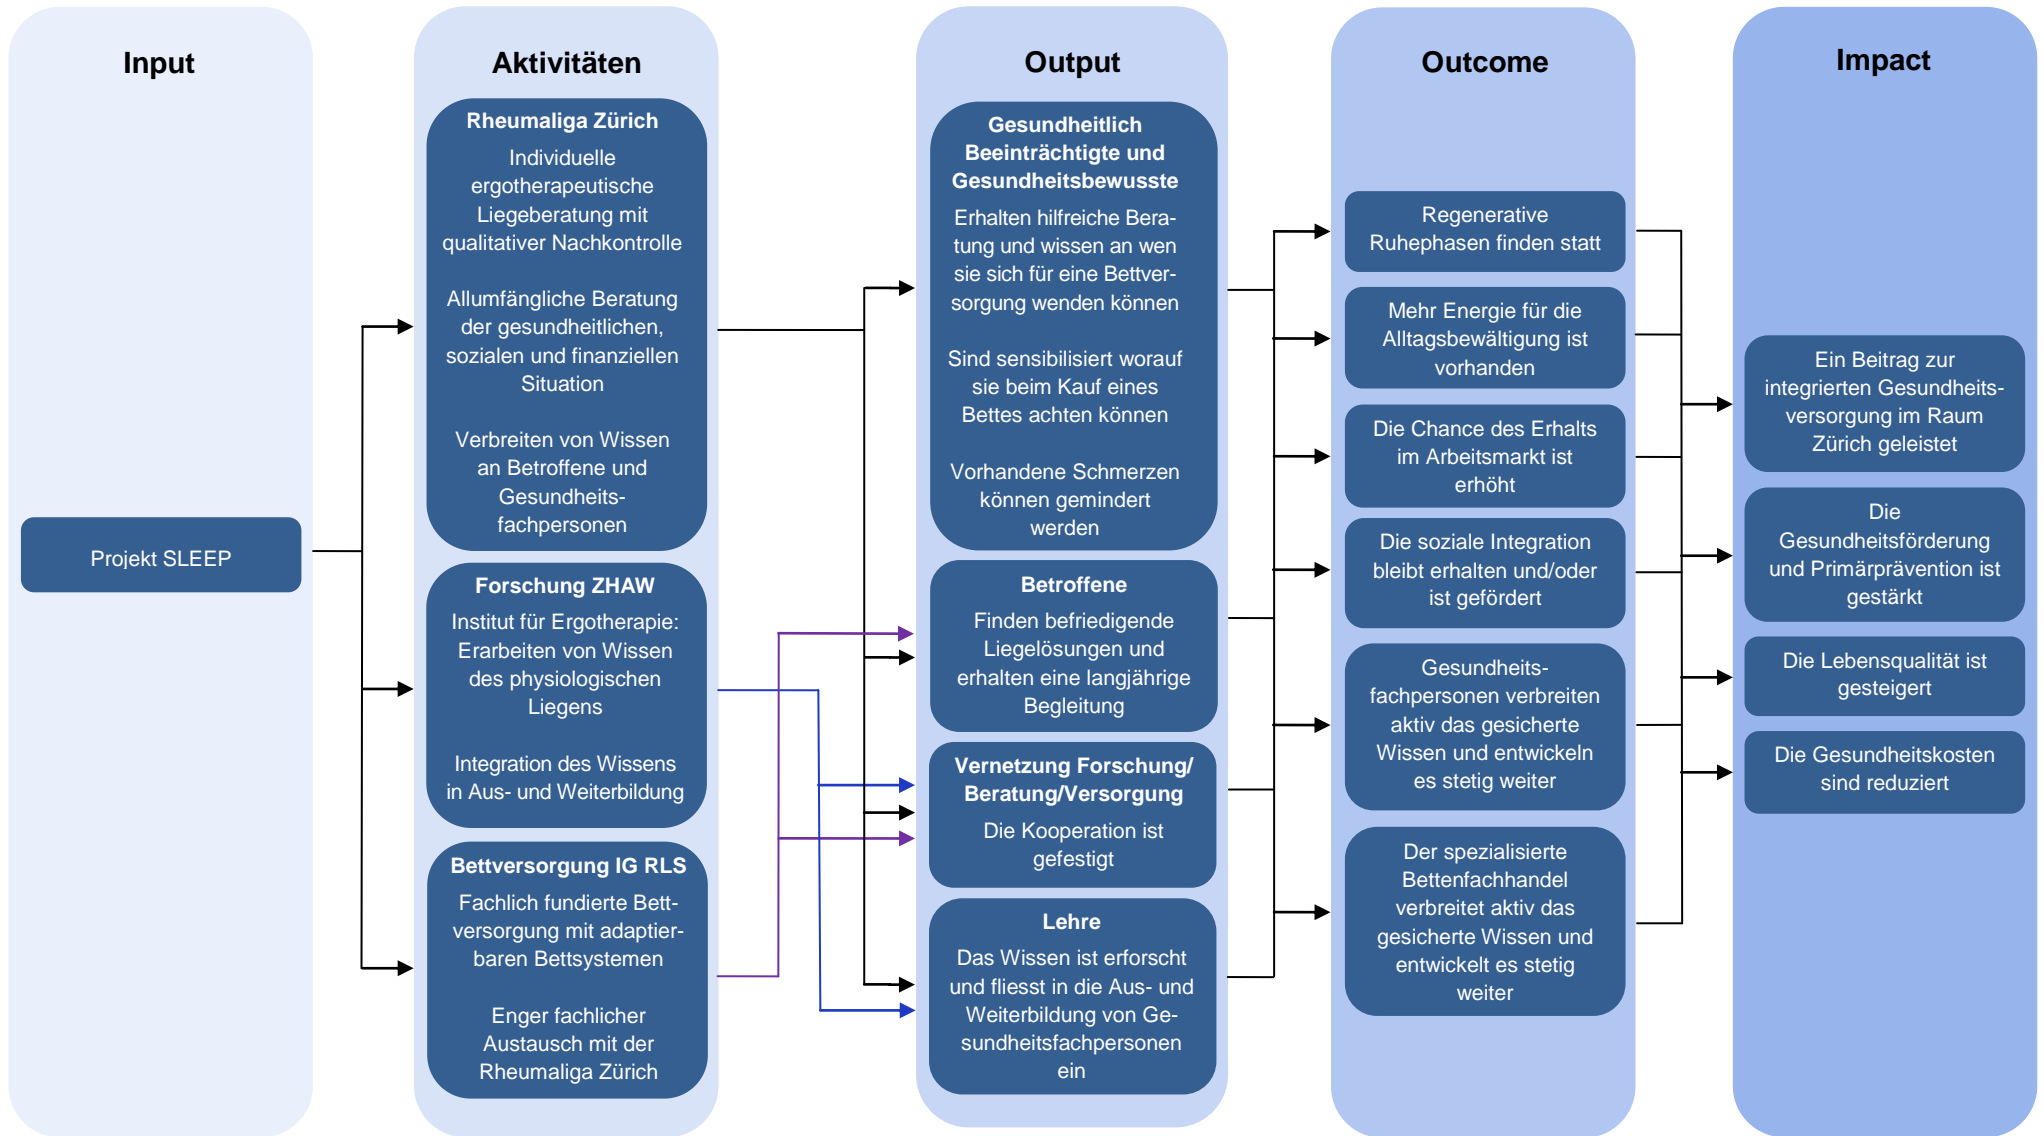 Input
Projekt SLEEP
Aktivitäten
Rheumaliga Zürich
Individuelle
ergotherapeutische
Liegeberatung mit
qualitativer Nachkontrolle
Allumfängliche Beratung
der gesundheitlichen,
sozialen und finanziellen
Situation
Verbreiten von Wissen
an Betroffene und
Gesundheits-
fachpersonen
Forschung ZHAW
Institut für Ergotherapie:
Erarbeiten von Wissen
des physiologischen
Liegens
Integration des Wissens
in Aus- und Weiterbildung
Bettversorgung IG RLS
Fachlich fundierte Bett-
versorgung mit adaptier-
baren Bettsystemen
Enger fachlicher
Austausch mit der
Rheumaliga Zürich
Output
Gesundheitlich
Beeinträchtigte und
Gesundheitsbewusste
Erhalten hilfreiche Bera-
tung und wissen an wen
sie sich für eine Bettver-
sorgung wenden können
Sind sensibilisiert worauf
sie beim Kauf eines
Bettes achten können
Vorhandene Schmerzen
können gemindert
werden
Betroffene
Finden befriedigende
Liegelösungen und
erhalten eine langjährige
Begleitung
Vernetzung Forschung/
Beratung/Versorgung
Die Kooperation ist
gefestigt
Lehre
Das Wissen ist erforscht
und fliesst in die Aus- und
Weiterbildung von Ge-
sundheitsfachpersonen
ein
Outcome
Regenerative
Ruhephasen finden statt
Mehr Energie für die
Alltagsbewältigung ist
vorhanden
Die Chance des Erhalts
im Arbeitsmarkt ist
erhöht
Die soziale Integration
bleibt erhalten und/oder
ist gefördert
Gesundheits-
fachpersonen verbreiten
aktiv das gesicherte
Wissen und entwickeln
es stetig weiter
Der spezialisierte
Bettenfachhandel
verbreitet aktiv das
gesicherte Wissen und
entwickelt es stetig
weiter
Impact
Ein Beitrag zur
integrierten Gesundheits-
versorgung im Raum
Zürich geleistet
Die
Gesundheitsförderung
und Primärprävention ist
gestärkt
Die Lebensqualität ist
gesteigert
Die Gesundheitskosten
sind reduziert